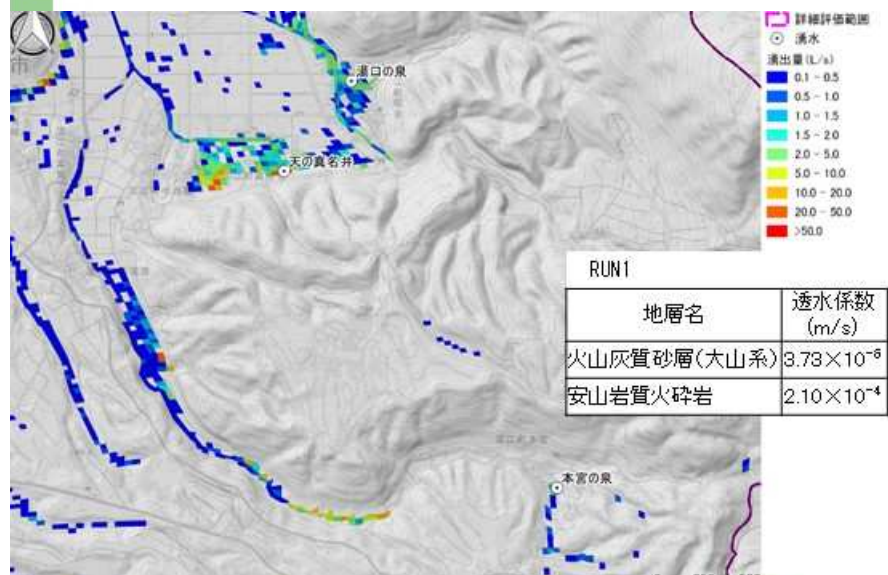 市
湯口の泉
天の真名井
本宮の泉
詳細評価範囲
湧水
湧出量(L/s)
0.1 - 0.5
0.5 - 1.0
1.0 - 1.5
1.5 - 2.0
2.0 - 5.0
5.0 - 10.0
10.0 - 20.0
20.0 - 50.0
>50.0
RUN1
地層名 透水係数
(m/s)
火山灰質砂層(大山系) 3.73×10⁻⁶
安山岩質火砕岩 2.10×10⁻⁴